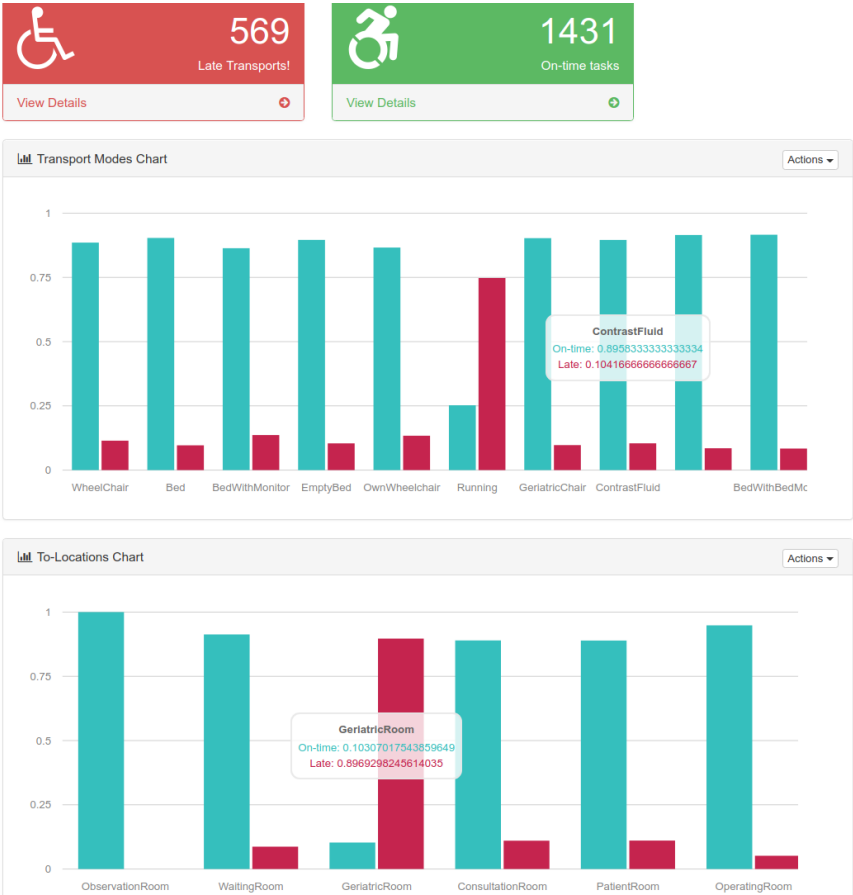 569
Late Transports!
View Details
1431
On-time tasks
View Details
Transport Modes Chart
Actions
1
0.75
0.5
0.25
0
ContrastFluid
On-time: 0.8958333333333334
Late: 0.10416666666666667
WheelChair Bed BedWithMonitor EmptyBed OwnWheelchair Running GeriatricChair ContrastFluid BedWithBedMo
To-Locations Chart
Actions
1
0.75
0.5
0.25
0
GeriatricRoom
On-time: 0.10307017543859649
Late: 0.8969298245614035
ObservationRoom WaitingRoom GeriatricRoom ConsultationRoom PatientRoom OperatingRoom